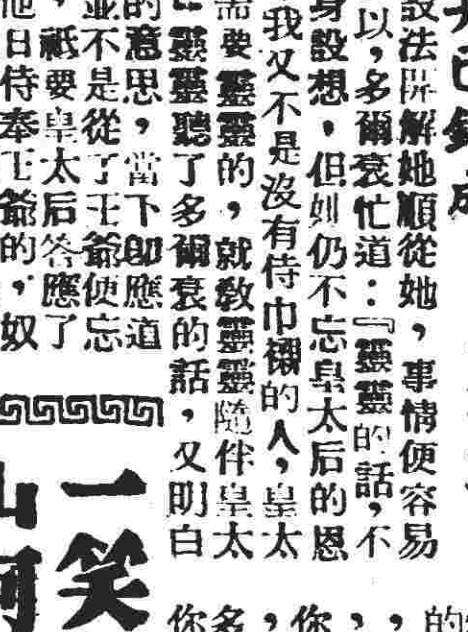 設法開解她順從她，事情便容易
以，多爾袞忙道：『靈靈的話，不
身設想，但她仍不忘皇太后的恩
我又不是沒有侍巾櫛的人，皇太
需要靈靈的，就敎靈靈隨伴皇太
靈靈聽了多爾袞的話，又明白
的意思，當下卽應道
並不是從了王爺便忘
，祇要皇太后答應了
他日侍奉王爺的，奴
一笑
山河
的
，
，
你
，
多
你